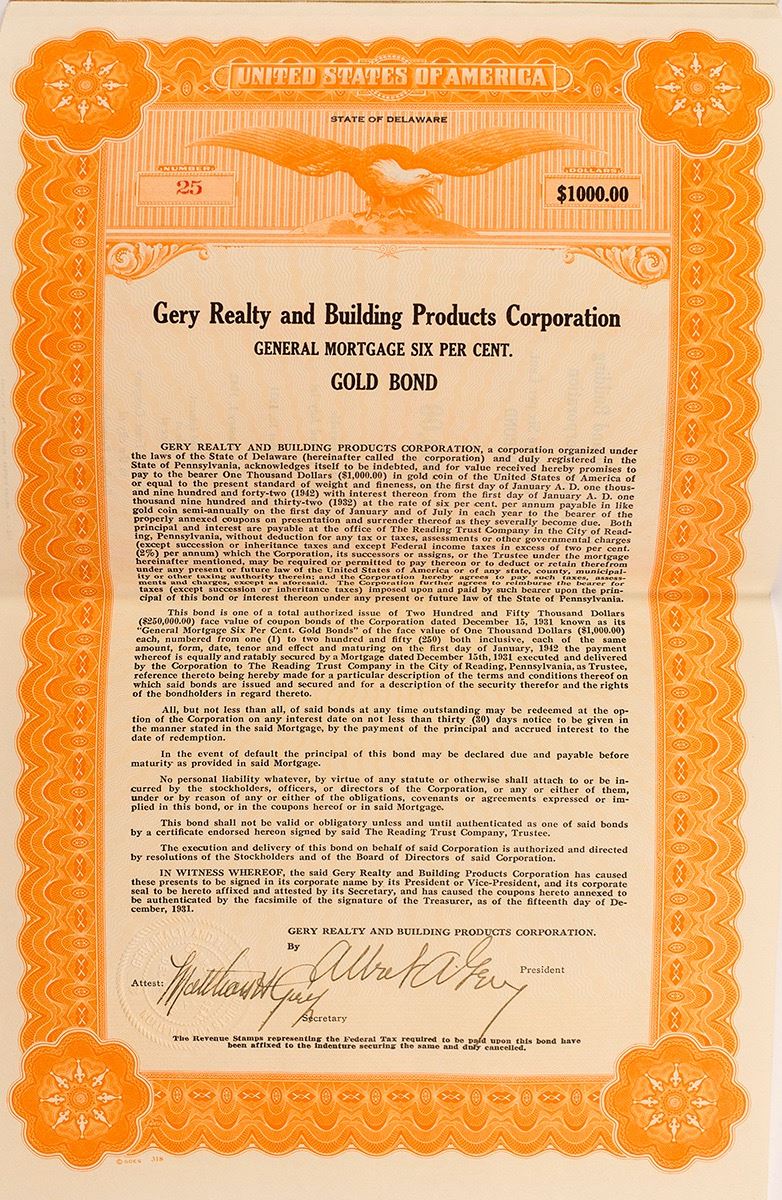 UNITED STATES OF AMERICA
STATE OF DELAWARE
NUMBER
25
DOLLARS
$1000.00
Gery Realty and Building Products Corporation
GENERAL MORTGAGE SIX PER CENT.
GOLD BOND
GERY REALTY AND BUILDING PRODUCTS CORPORATION, a corporation organized under
the laws of the State of Delaware (hereinafter called the corporation) and duly registered in the
State of Pennsylvania, acknowledges itself to be indebted, and for value received hereby promises to
pay to the bearer One Thousand Dollars ($1,000.00) in gold coin of the United States of America of
or equal to the present standard of weight and fineness, on the first day of January A. D. one thous-
and nine hundred and forty-two (1942) with interest thereon from the first day of January A. D. one
thousand nine hundred and thirty-two (1932) at the rate of six per cent. per annum payable in like
gold coin semi-annually on the first day of January and of July in each year to the bearer of the
properly annexed coupons on presentation and surrender thereof as they severally become due. Both
principal and interest are payable at the office of The Reading Trust Company in the City of Read-
ing, Pennsylvania, without deduction for any tax or taxes, assessments or other governmental charges
(except succession or inheritance taxes and except Federal income taxes in excess of two per cent.
(2%) per annum) which the Corporation, its successors or assigns, or the Trustee under the mortgage
hereinafter mentioned, may be required or permitted to pay thereon or to deduct or retain therefrom
under any present or future law of the United States of America or of any state, county, municipal-
ity or other taxing authority therein; and the Corporation hereby agrees to pay such taxes, assess-
ments and charges, except as aforesaid. The Corporation further agrees to reimburse the bearer for
taxes (except succession or inheritance taxes) imposed upon and paid by such bearer upon the prin-
cipal of this bond or interest thereon under any present or future law of the State of Pennsylvania.
This bond is one of a total authorized issue of Two Hundred and Fifty Thousand Dollars
($250,000.00) face value of coupon bonds of the Corporation dated December 15, 1931 known as its
"General Mortgage Six Per Cent. Gold Bonds" of the face value of One Thousand Dollars ($1,000.00)
each, numbered from one (1) to two hundred and fifty (250) both inclusive, each of the same
amount, form, date, tenor and effect and maturing on the first day of January, 1942 the payment
whereof is equally and ratably secured by a Mortgage dated December 15th, 1931 executed and delivered
by the Corporation to The Reading Trust Company in the City of Reading, Pennsylvania, as Trustee,
reference thereto being hereby made for a particular description of the terms and conditions thereof on
which said bonds are issued and secured and for a description of the security therefor and the rights
of the bondholders in regard thereto.
All, but not less than all, of said bonds at any time outstanding may be redeemed at the op-
tion of the Corporation on any interest date on not less than thirty (30) days notice to be given in
the manner stated in the said Mortgage, by the payment of the principal and accrued interest to the
date of redemption.
In the event of default the principal of this bond may be declared due and payable before
maturity as provided in said Mortgage.
No personal liability whatever, by virtue of any statute or otherwise shall attach to or be in-
curred by the stockholders, officers, or directors of the Corporation, or any or either of them,
under or by reason of any or either of the obligations, covenants or agreements expressed or im-
plied in this bond, or in the coupons hereof or in said Mortgage.
This bond shall not be valid or obligatory unless and until authenticated as one of said bonds
by a certificate endorsed hereon signed by said The Reading Trust Company, Trustee.
The execution and delivery of this bond on behalf of said Corporation is authorized and directed
by resolutions of the Stockholders and of the Board of Directors of said Corporation.
IN WITNESS WHEREOF, the said Gery Realty and Building Products Corporation has caused
these presents to be signed in its corporate name by its President or Vice-President, and its corporate
seal to be hereto affixed and attested by its Secretary, and has caused the coupons hereto annexed to
be authenticated by the facsimile of the signature of the Treasurer, as of the fifteenth day of De-
cember, 1931.
GERY REALTY AND BUILDING PRODUCTS CORPORATION.
By Albert A Gery President
Attest: Matthew H Gery
Secretary
The Revenue Stamps representing the Federal Tax required to be paid upon this bond have
been affixed to the Indenture securing the same and duly cancelled.
© GOES 318